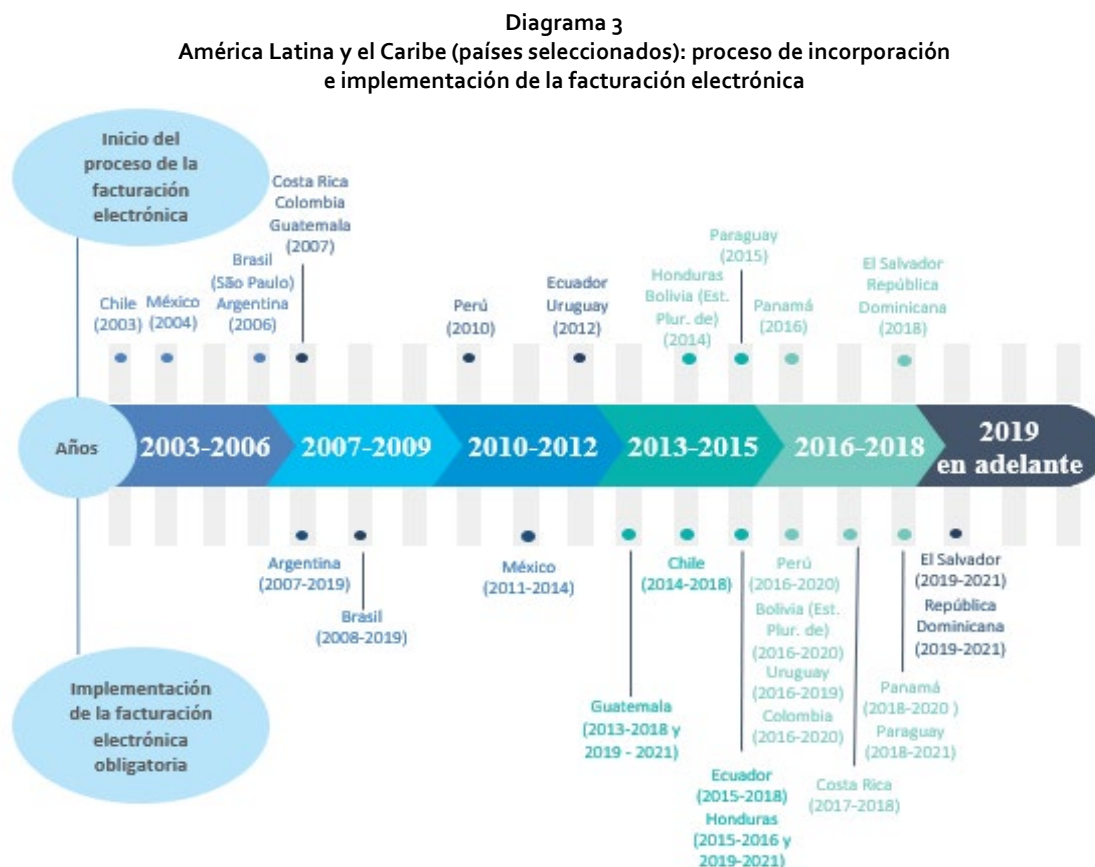 Diagrama 3
América Latina y el Caribe (países seleccionados): proceso de incorporación
e implementación de la facturación electrónica
Inicio del
proceso de la
facturación
electrónica
Chile
(2003)
México
(2004)
Brasil
(São Paulo)
Argentina
(2006)
Costa Rica
Colombia
Guatemala
(2007)
Perú
(2010)
Ecuador
Uruguay
(2012)
Honduras
Bolivia (Est.
Plur. de)
(2014)
Paraguay
(2015)
Panamá
(2016)
El Salvador
República
Dominicana
(2018)
Años
2003-2006
2007-2009
2010-2012
2013-2015
2016-2018
2019
en adelante
Argentina
(2007-2019)
Brasil
(2008-2019)
México
(2011-2014)
Guatemala
(2013-2018 y
2019 - 2021)
Chile
(2014-2018)
Ecuador
(2015-2018)
Honduras
(2015-2016 y
2019-2021)
Perú
(2016-2020)
Bolivia (Est.
Plur. de)
(2016-2020)
Uruguay
(2016-2019)
Colombia
(2016-2020)
Costa Rica
(2017-2018)
Panamá
(2018-2020 )
Paraguay
(2018-2021)
El Salvador
(2019-2021)
República
Dominicana
(2019-2021)
Implementación
de la facturación
electrónica
obligatoria